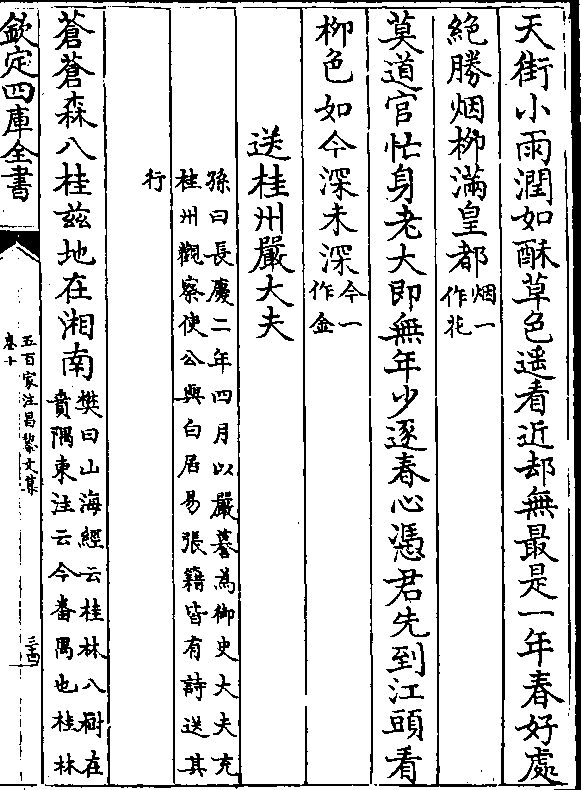 天街小雨潤如酥草色遥看近却無最是一年春好處
絶勝烟柳滿皇都烟一作花
莫道官忙身老大即無年少逐春心憑君先到江頭看
柳色如今深未深今一作金
送桂州嚴大夫
孫曰長慶二年四月以嚴謩為御史大夫充
桂州觀察使公與白居易張籍皆有詩送其
行
蒼蒼森八桂兹地在湘南樊曰山海經云桂林八樹在
賁隅東注云今番禺也桂林
欽定四庫全書
五百家注昌黎文集
卷十
三十四